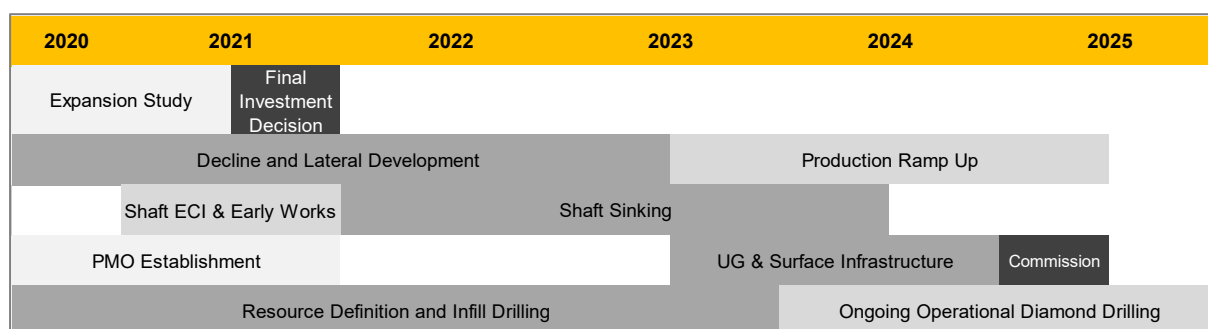 2020 2021 2022 2023 2024 2025
Expansion Study
Final
Investment
Decision
Decline and Lateral Development Production Ramp Up
Shaft ECI & Early Works Shaft Sinking
PMO Establishment UG & Surface Infrastructure Commission
Resource Definition and Infill Drilling Ongoing Operational Diamond Drilling